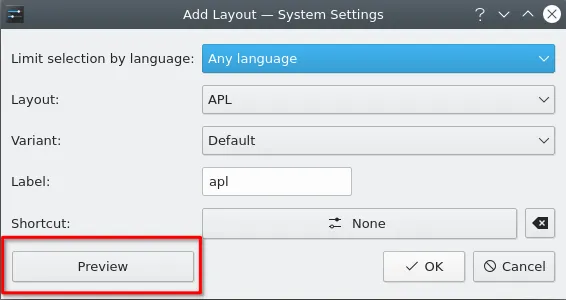 Add Layout — System Settings
Limit selection by language: Any language
Layout: APL
Variant: Default
Label: apl
Shortcut: None
Preview OK Cancel